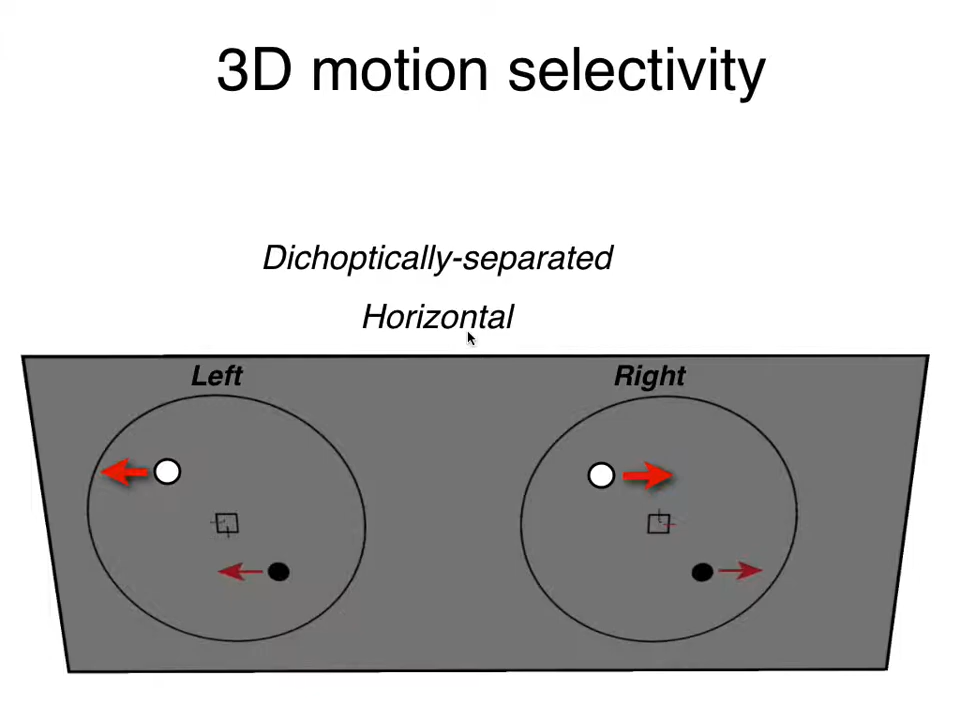 3D motion selectivity
Dichoptically-separated
Horizontal
Left
Right